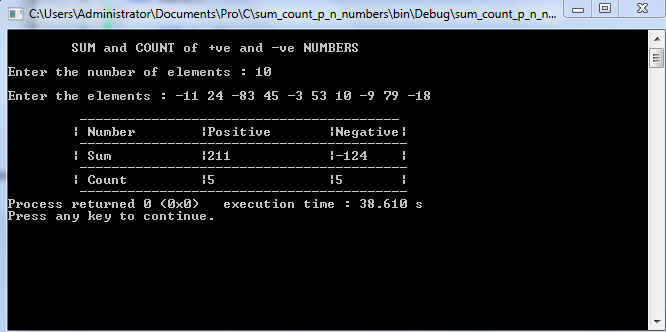 C:\Users\Administrator\Documents\Pro\C\sum_count_p_n_numbers\bin\Debug\sum_count_p_n_n...
SUM and COUNT of +ve and -ve NUMBERS
Enter the number of elements : 10
Enter the elements : -11 24 -83 45 -3 53 10 -9 79 -18
¦ Number ¦Positive ¦Negative¦
¦ Sum ¦211 ¦-124 ¦
¦ Count ¦5 ¦5 ¦
Process returned 0 (0x0) execution time : 38.610 s
Press any key to continue.